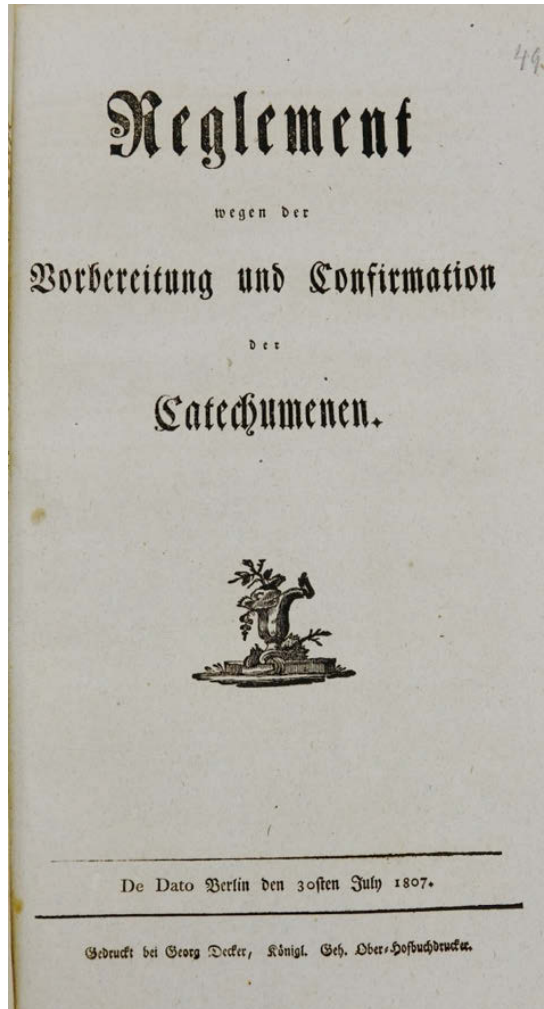 49.
Reglement
wegen der
Vorbereitung und Confirmation
der
Catechumenen.
De Dato Berlin den 30sten July 1807.
Gedruckt bei Georg Decker, Königl. Geh. Ober-Hofbuchdrucker.